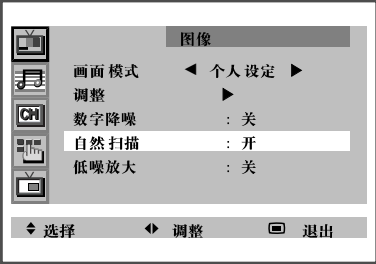 图像
画面模式 ◀ 个人设定 ▶
调整 ▶
数字降噪 : 关
CH
自然扫描 : 开
低噪放大 : 关
选择 调整 退出